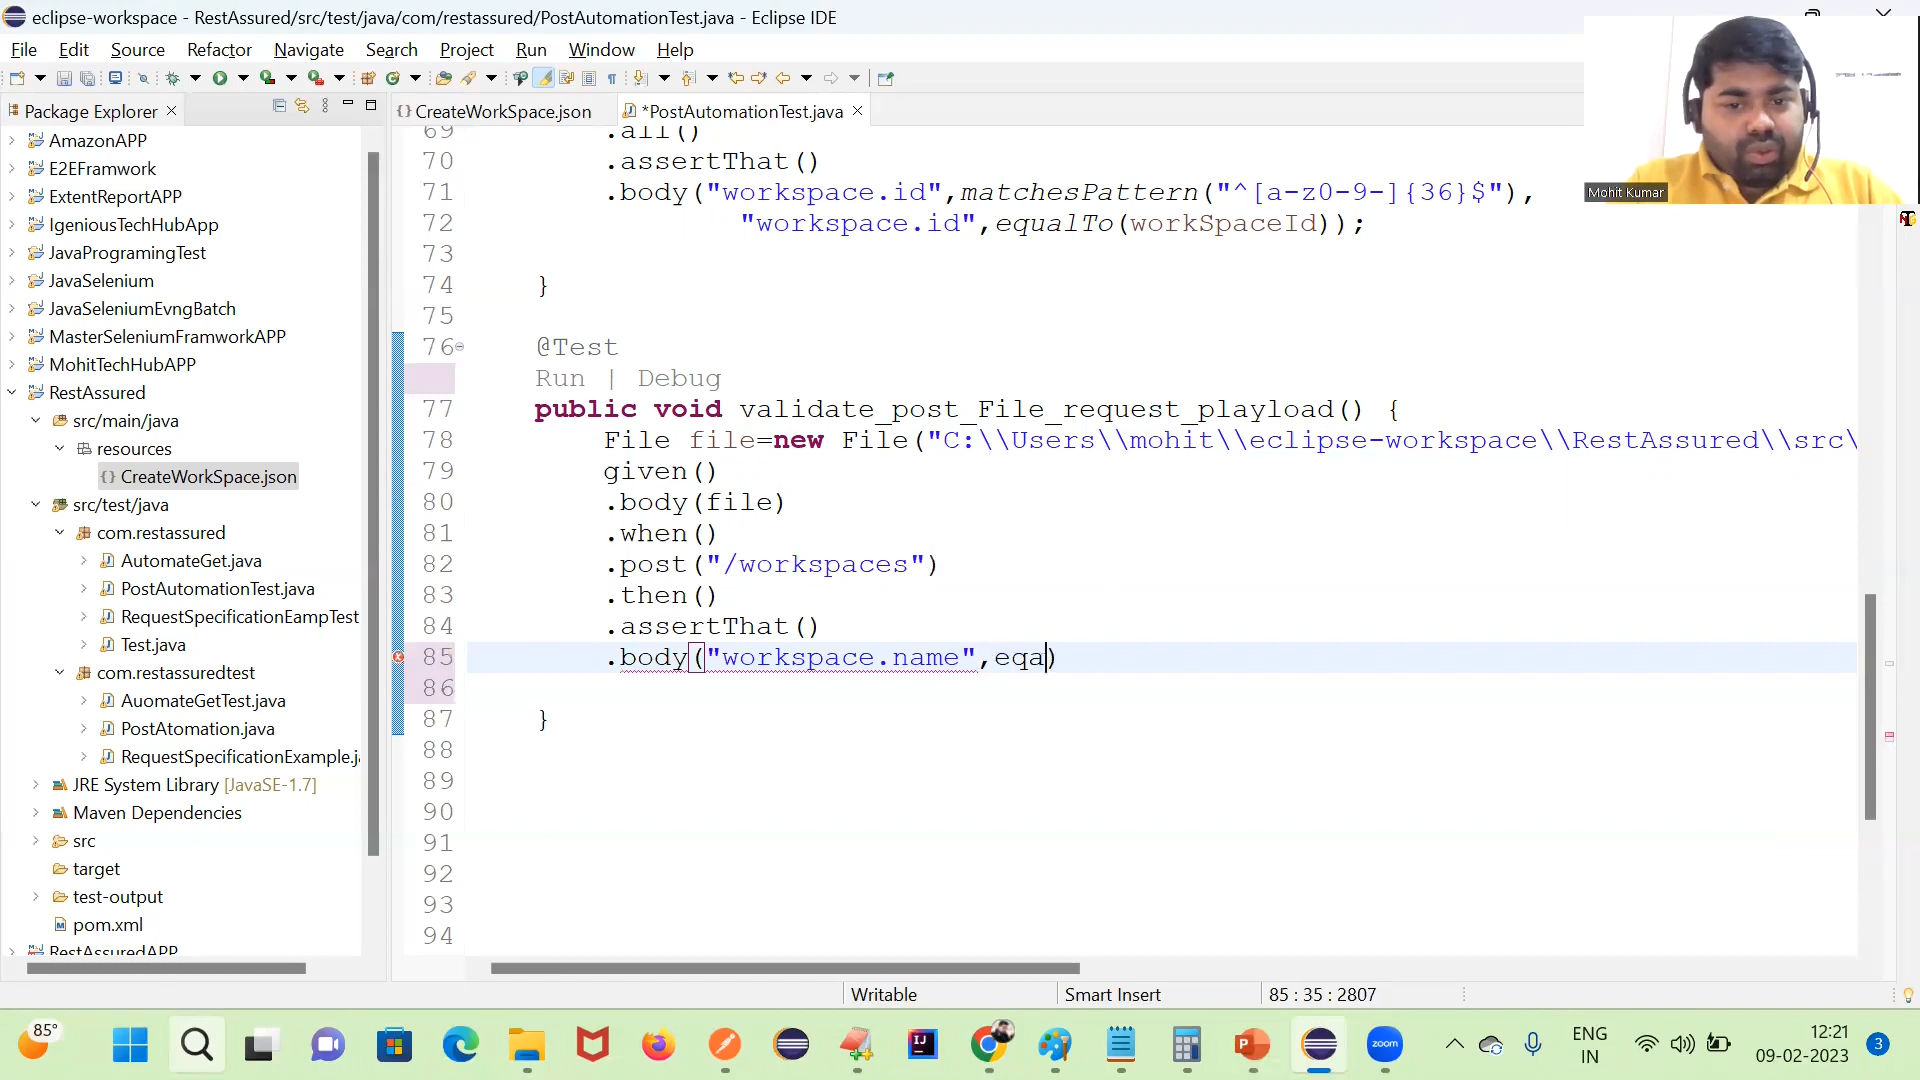 eclipse-workspace - RestAssured/src/test/java/com/restassured/PostAutomationTest.java - Eclipse IDE
File Edit Source Refactor Navigate Search Project Run Window Help
Package Explorer
CreateWorkSpace.json
*PostAutomationTest.java
AmazonAPP
E2EFramwork
ExtentReportAPP
IgeniousTechHubApp
JavaProgramingTest
JavaSelenium
JavaSeleniumEvngBatch
MasterSeleniumFramworkAPP
MohitTechHubAPP
RestAssured
src/main/java
resources
CreateWorkSpace.json
src/test/java
com.restassured
AutomateGet.java
PostAutomationTest.java
RequestSpecificationEampTest
Test.java
com.restassuredtest
AuomateGetTest.java
PostAtomation.java
RequestSpecificationExample.j
JRE System Library [JavaSE-1.7]
Maven Dependencies
src
target
test-output
pom.xml
RestAssuredAPP
69 .all()
70 .assertThat()
71 .body("workspace.id",matchesPattern("^[a-z0-9-]{36}$"),
72 "workspace.id",equalTo(workSpaceId));
73
74 }
75
76 @Test
Run | Debug
77 public void validate_post_File_request_playload() {
78 File file=new File("C:\\Users\\mohit\\eclipse-workspace\\RestAssured\\src\
79 given()
80 .body(file)
81 .when()
82 .post("/workspaces")
83 .then()
84 .assertThat()
85 .body("workspace.name",eqa)
86
87 }
88
89
90
91
92
93
94
Mohit Kumar
Writable Smart Insert 85 : 35 : 2807
85°
zoom
ENG
IN
12:21
09-02-2023
3